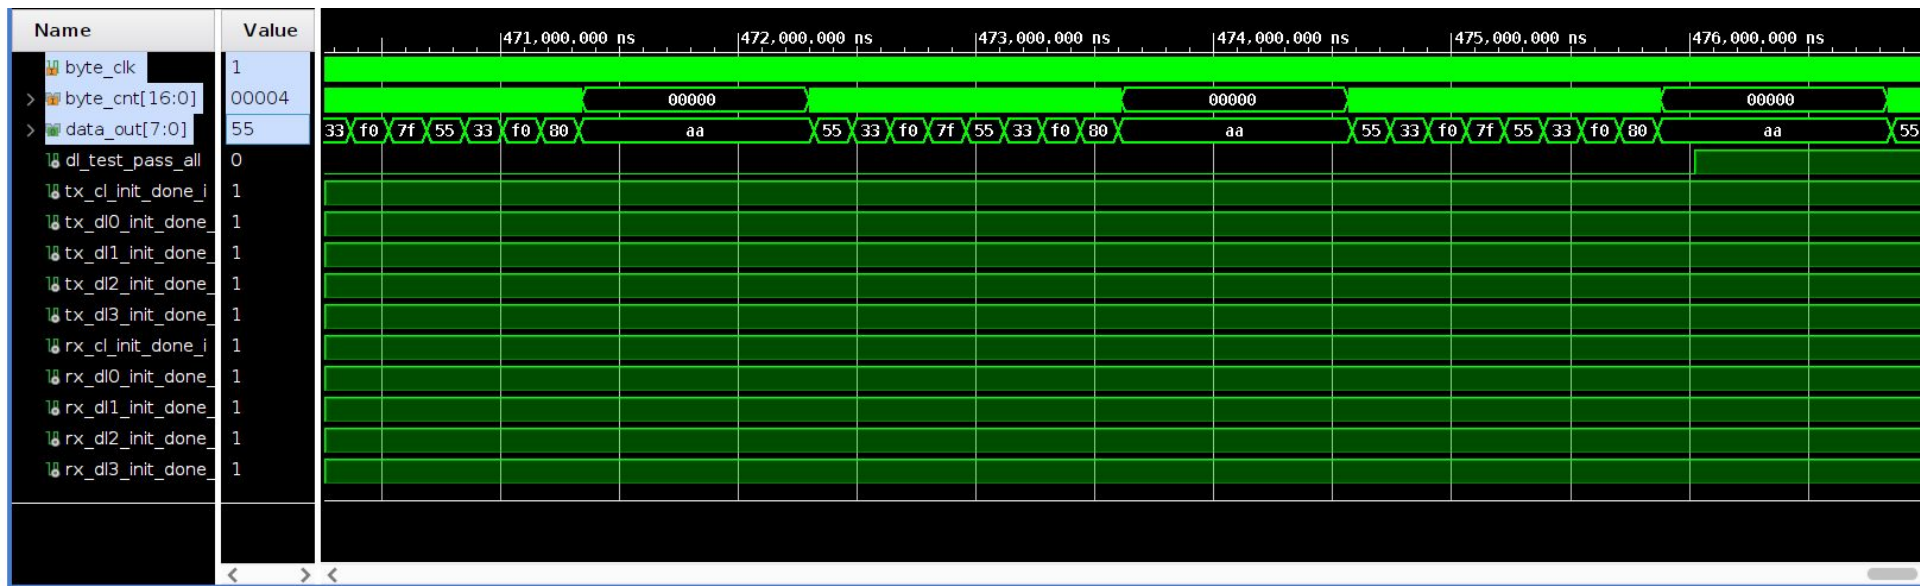 Name Value 471,000.000 ns 472,000.000 ns 473,000.000 ns 474,000.000 ns 475,000.000 ns 476,000.000 ns
byte_clk 1
byte_cnt[16:0] 00004 00000 00000 00000
data_out[7:0] 55 33 f0 7f 55 33 f0 80 aa 55 33 f0 7f 55 33 f0 80 aa 55 33 f0 7f 55 33 f0 80 aa 55
dl_test_pass_all 0
tx_cl_init_done_i 1
tx_dl0_init_done_ 1
tx_dl1_init_done_ 1
tx_dl2_init_done_ 1
tx_dl3_init_done_ 1
rx_cl_init_done_i 1
rx_dl0_init_done_ 1
rx_dl1_init_done_ 1
rx_dl2_init_done_ 1
rx_dl3_init_done_ 1